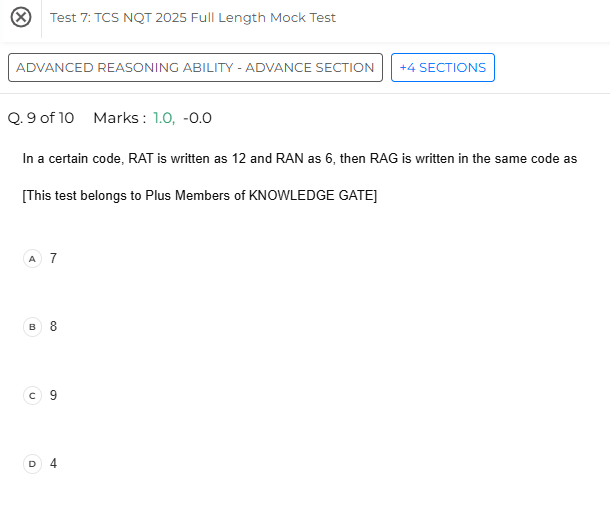 Test 7: TCS NQT 2025 Full Length Mock Test
ADVANCED REASONING ABILITY - ADVANCE SECTION
+4 SECTIONS
Q. 9 of 10 Marks : 1.0, -0.0
In a certain code, RAT is written as 12 and RAN as 6, then RAG is written in the same code as
[This test belongs to Plus Members of KNOWLEDGE GATE]
A 7
B 8
C 9
D 4